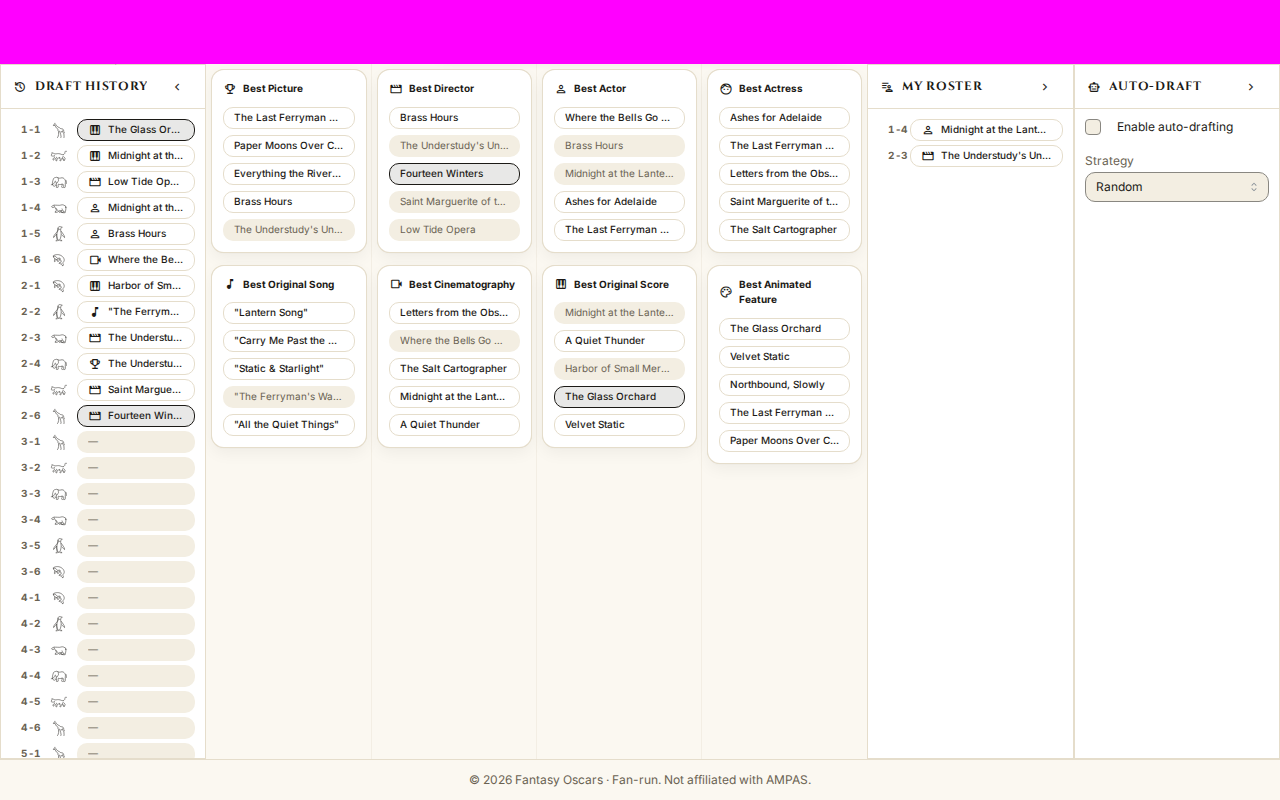 DRAFT HISTORY
1-1 The Glass Or...
1-2 Midnight at th...
1-3 Low Tide Op...
1-4 Midnight at th...
1-5 Brass Hours
1-6 Where the Be...
2-1 Harbor of Sm...
2-2 "The Ferrym...
2-3 The Understu...
2-4 The Understu...
2-5 Saint Margue...
2-6 Fourteen Win...
3-1 —
3-2 —
3-3 —
3-4 —
3-5 —
3-6 —
4-1 —
4-2 —
4-3 —
4-4 —
4-5 —
4-6 —
5-1 —
Best Picture
The Last Ferryman ...
Paper Moons Over C...
Everything the River...
Brass Hours
The Understudy's Un...
Best Director
Brass Hours
The Understudy's Un...
Fourteen Winters
Saint Marguerite of t...
Low Tide Opera
Best Actor
Where the Bells Go ...
Brass Hours
Midnight at the Lante...
Ashes for Adelaide
The Last Ferryman ...
Best Actress
Ashes for Adelaide
The Last Ferryman ...
Letters from the Obs...
Saint Marguerite of t...
The Salt Cartographer
Best Original Song
"Lantern Song"
"Carry Me Past the ...
"Static & Starlight"
"The Ferryman's Wa...
"All the Quiet Things"
Best Cinematography
Letters from the Obs...
Where the Bells Go ...
The Salt Cartographer
Midnight at the Lant...
A Quiet Thunder
Best Original Score
Midnight at the Lante...
A Quiet Thunder
Harbor of Small Mer...
The Glass Orchard
Velvet Static
Best Animated
Feature
The Glass Orchard
Velvet Static
Northbound, Slowly
The Last Ferryman ...
Paper Moons Over C...
MY ROSTER
1-4 Midnight at the Lant...
2-3 The Understudy's Un...
AUTO-DRAFT
Enable auto-drafting
Strategy
Random
© 2026 Fantasy Oscars · Fan-run. Not affiliated with AMPAS.